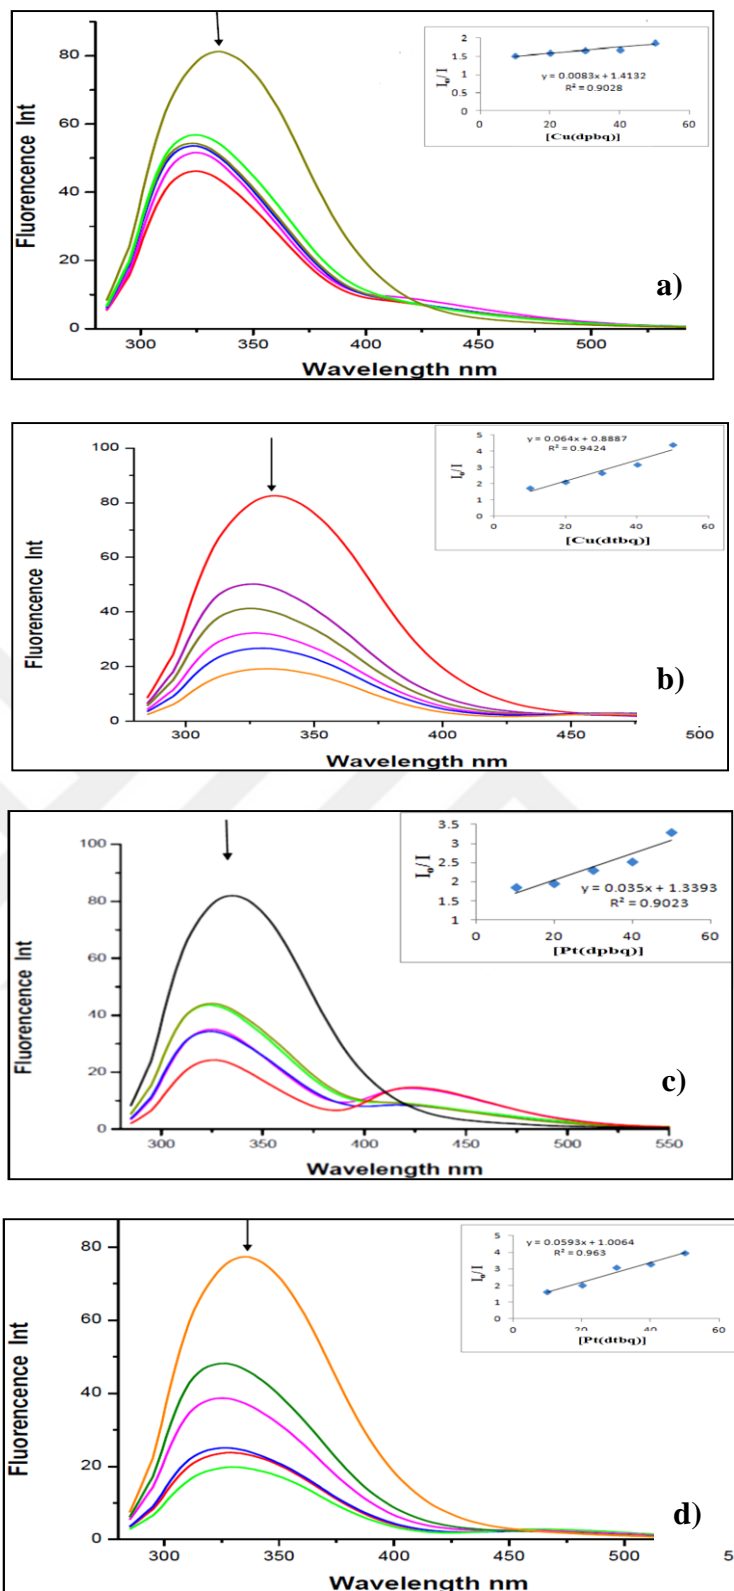 80
60
40
20
0
Fluorencence Int
300 350 400 450 500
Wavelength nm
2
1.5
1
0.5
0
I₀/ I
y = 0.0083x + 1.4132
R² = 0.9028
0 20 40 60
[Cu(dpbq)]
a)
100
80
60
40
20
0
Fluorencence Int
300 350 400 450 500
Wavelength nm
5
4
3
2
1
0
I₀/ I
y = 0.064x + 0.8887
R² = 0.9424
0 20 40 60
[Cu(dtbq)]
b)
100
80
60
40
20
0
Fluorencence Int
300 350 400 450 500 550
Wavelength nm
3.5
3
2.5
2
1.5
1
I₀/ I
y = 0.035x + 1.3393
R² = 0.9023
0 20 40 60
[Pt(dpbq)]
c)
80
60
40
20
0
Fluorencence Int
300 350 400 450 500 5
Wavelength nm
5
4
3
2
1
0
I₀/ I
y = 0.0593x + 1.0064
R² = 0.963
0 20 40 60
[Pt(dtbq)]
d)